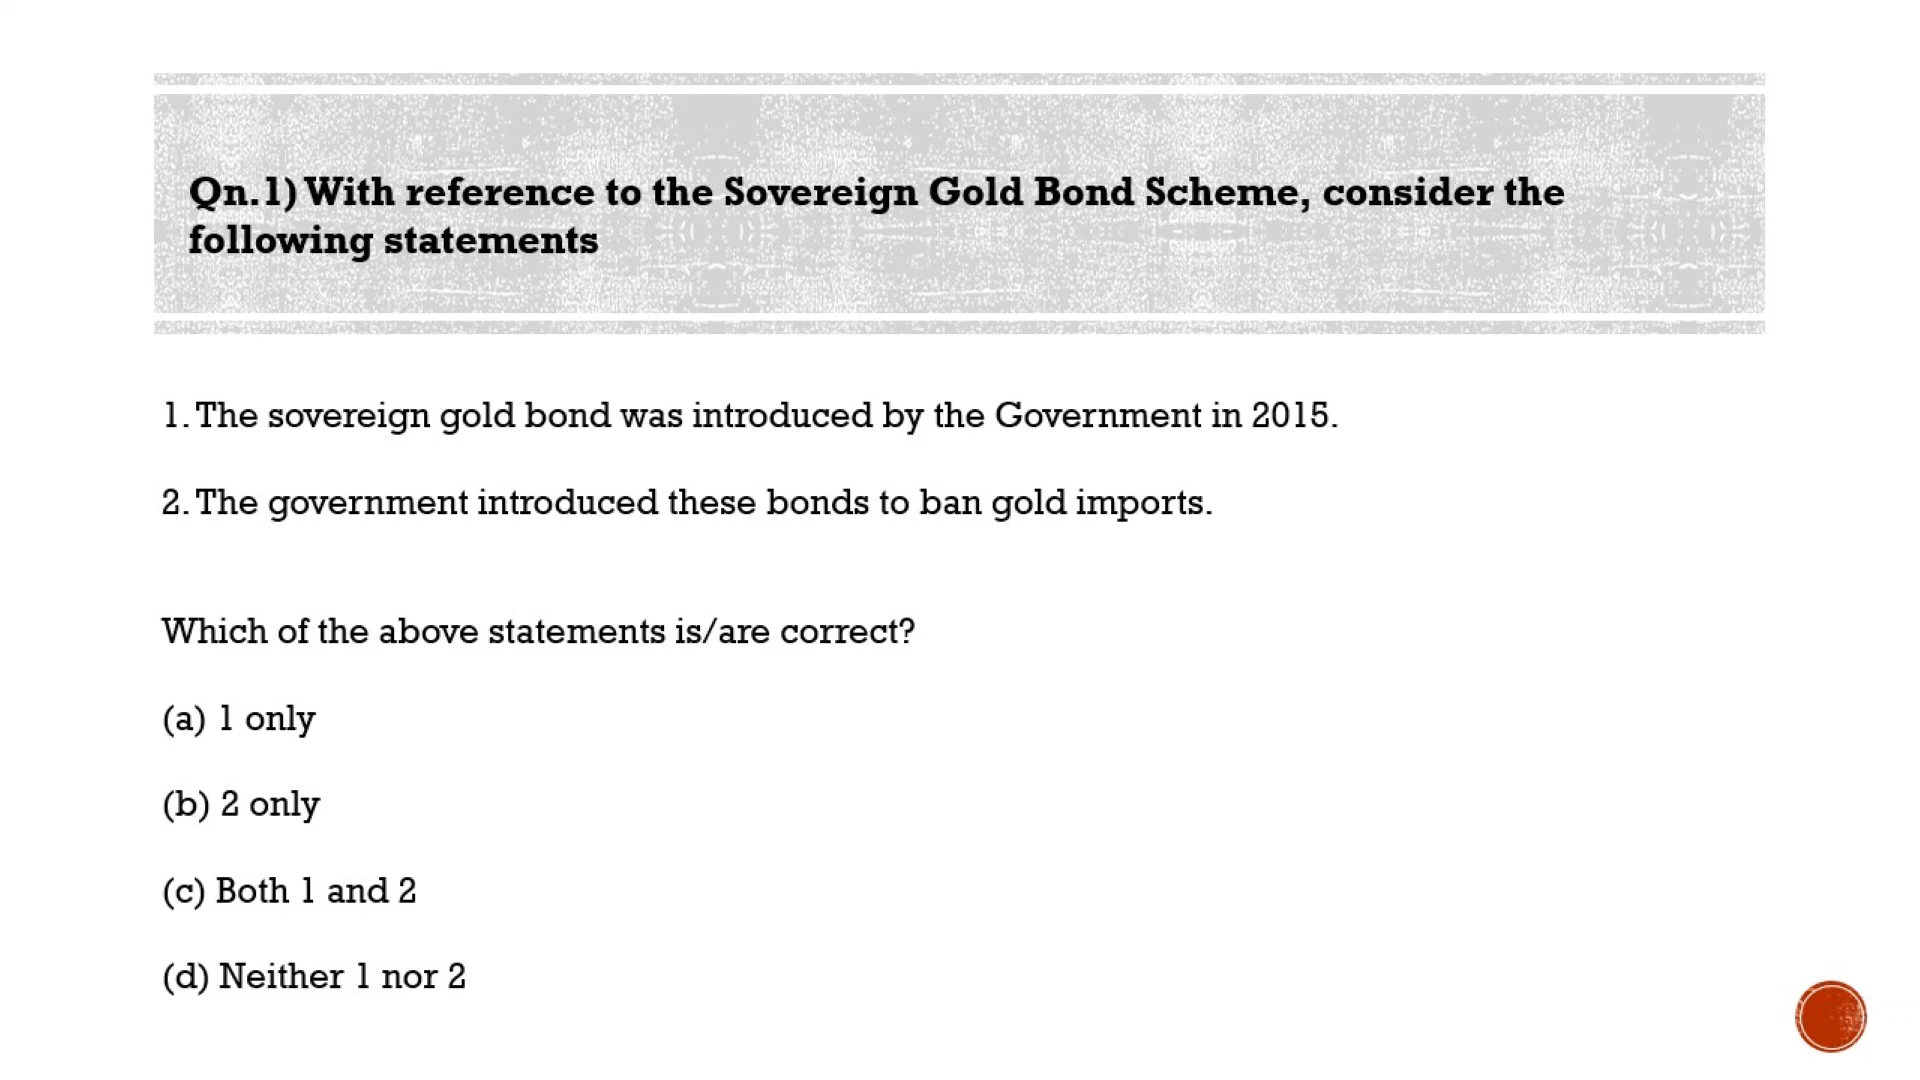 Qn.1) With reference to the Sovereign Gold Bond Scheme, consider the
following statements
1. The sovereign gold bond was introduced by the Government in 2015.
2. The government introduced these bonds to ban gold imports.
Which of the above statements is/are correct?
(a) 1 only
(b) 2 only
(c) Both 1 and 2
(d) Neither 1 nor 2